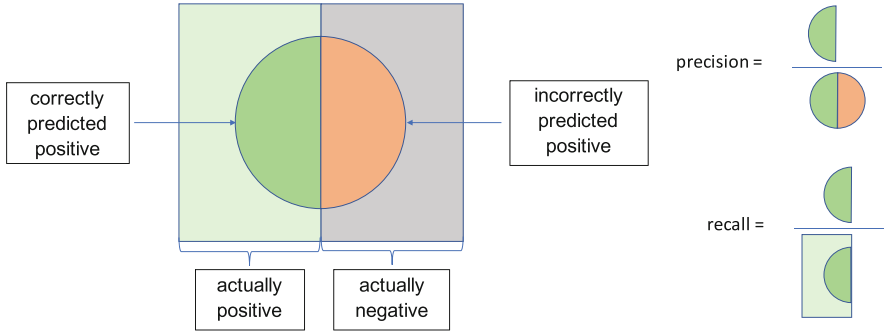 correctly
predicted
positive
incorrectly
predicted
positive
actually
positive
actually
negative
precision =
recall =